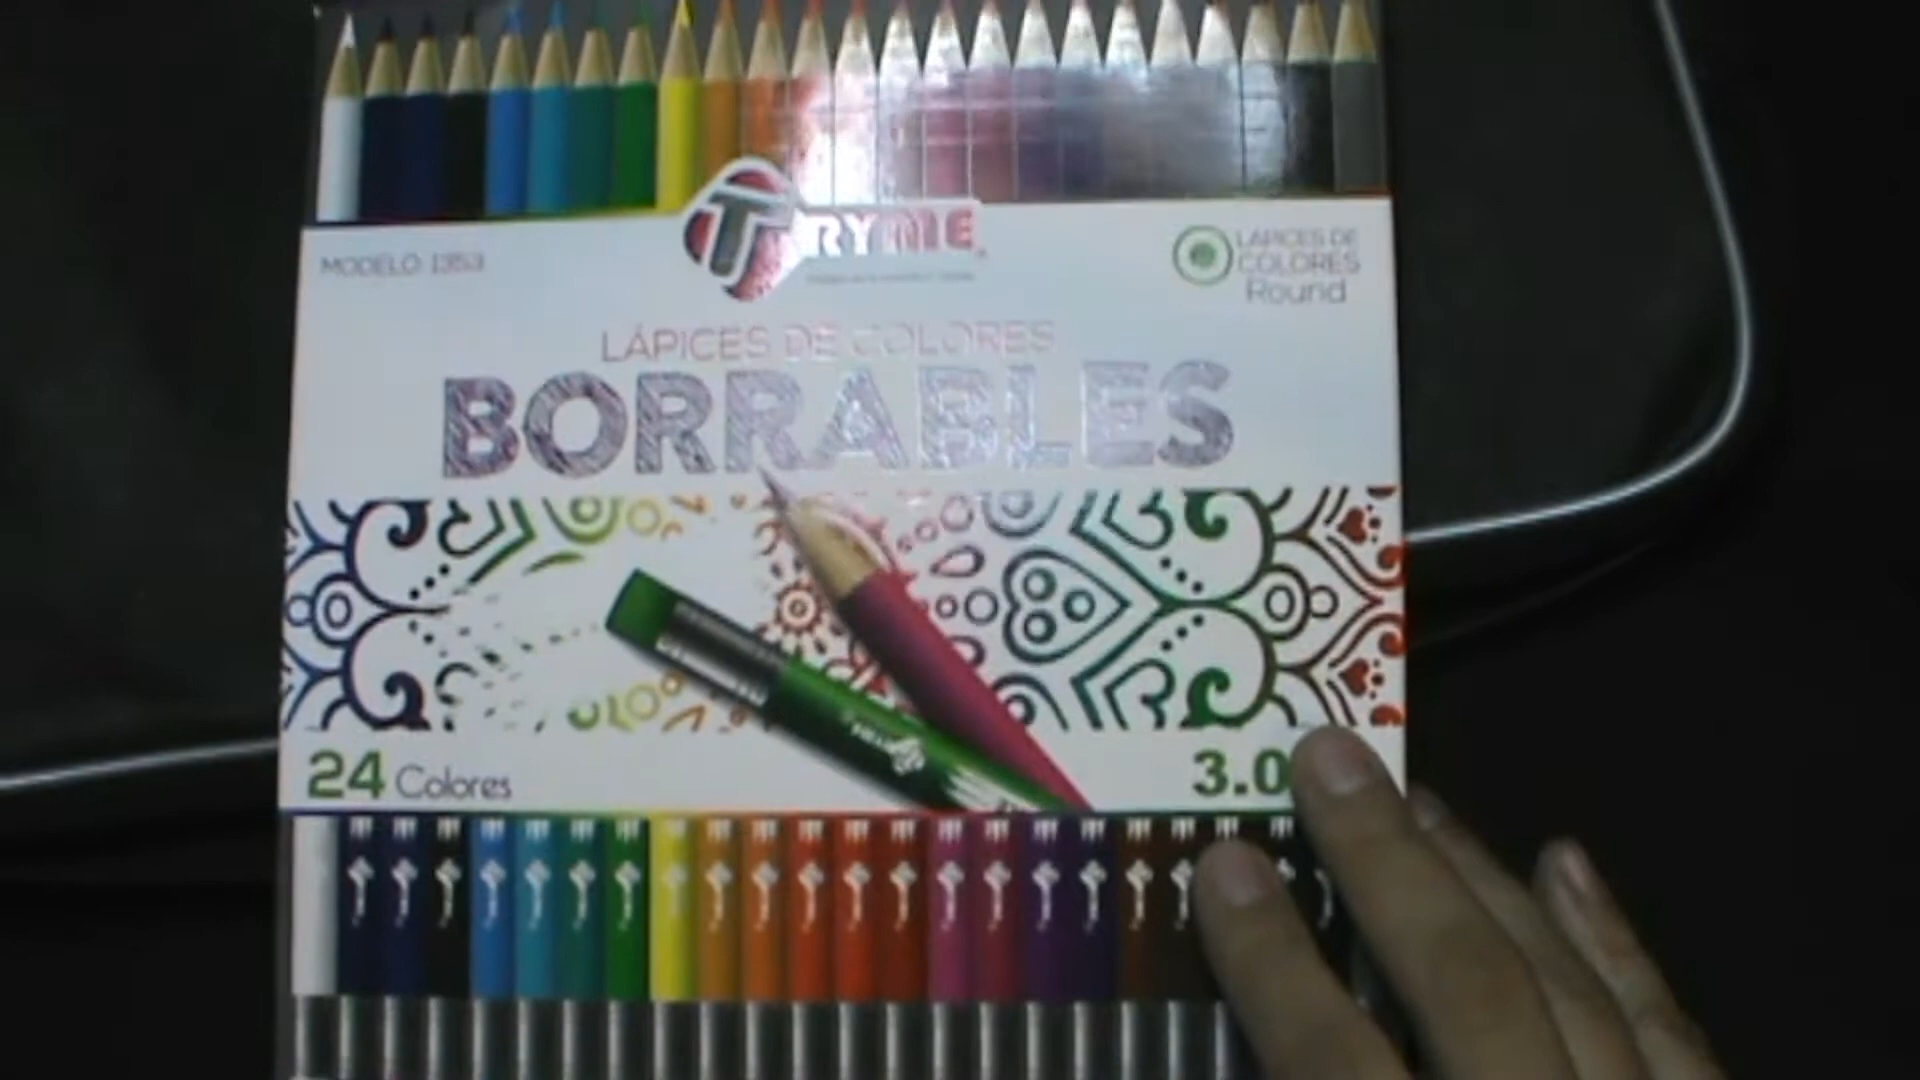 MODELO 1353
TRYME
LÁPICES DE
COLORES
Round
LÁPICES DE COLORES
BORRABLES
24 Colores
3.0